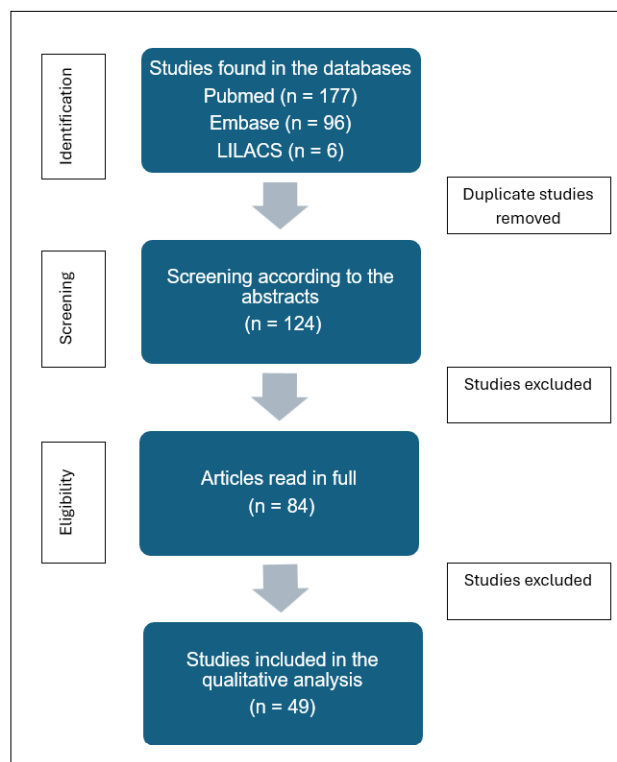 Identification
Studies found in the databases
Pubmed (n = 177)
Embase (n = 96)
LILACS (n = 6)
Duplicate studies
removed
Screening
Screening according to the
abstracts
(n = 124)
Studies excluded
Eligibility
Articles read in full
(n = 84)
Studies excluded
Studies included in the
qualitative analysis
(n = 49)